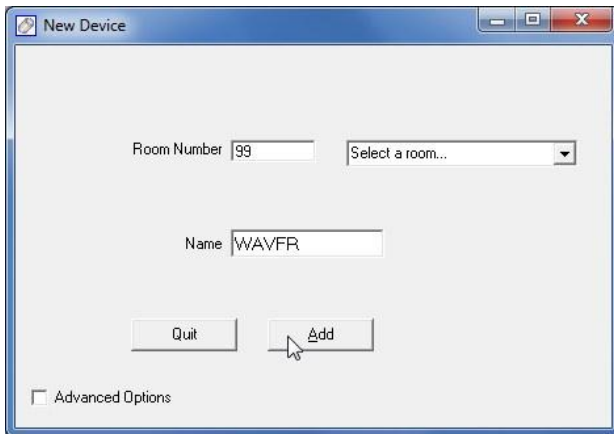 New Device
Room Number 99 Select a room...
Name WAVFR
Quit Add
Advanced Options